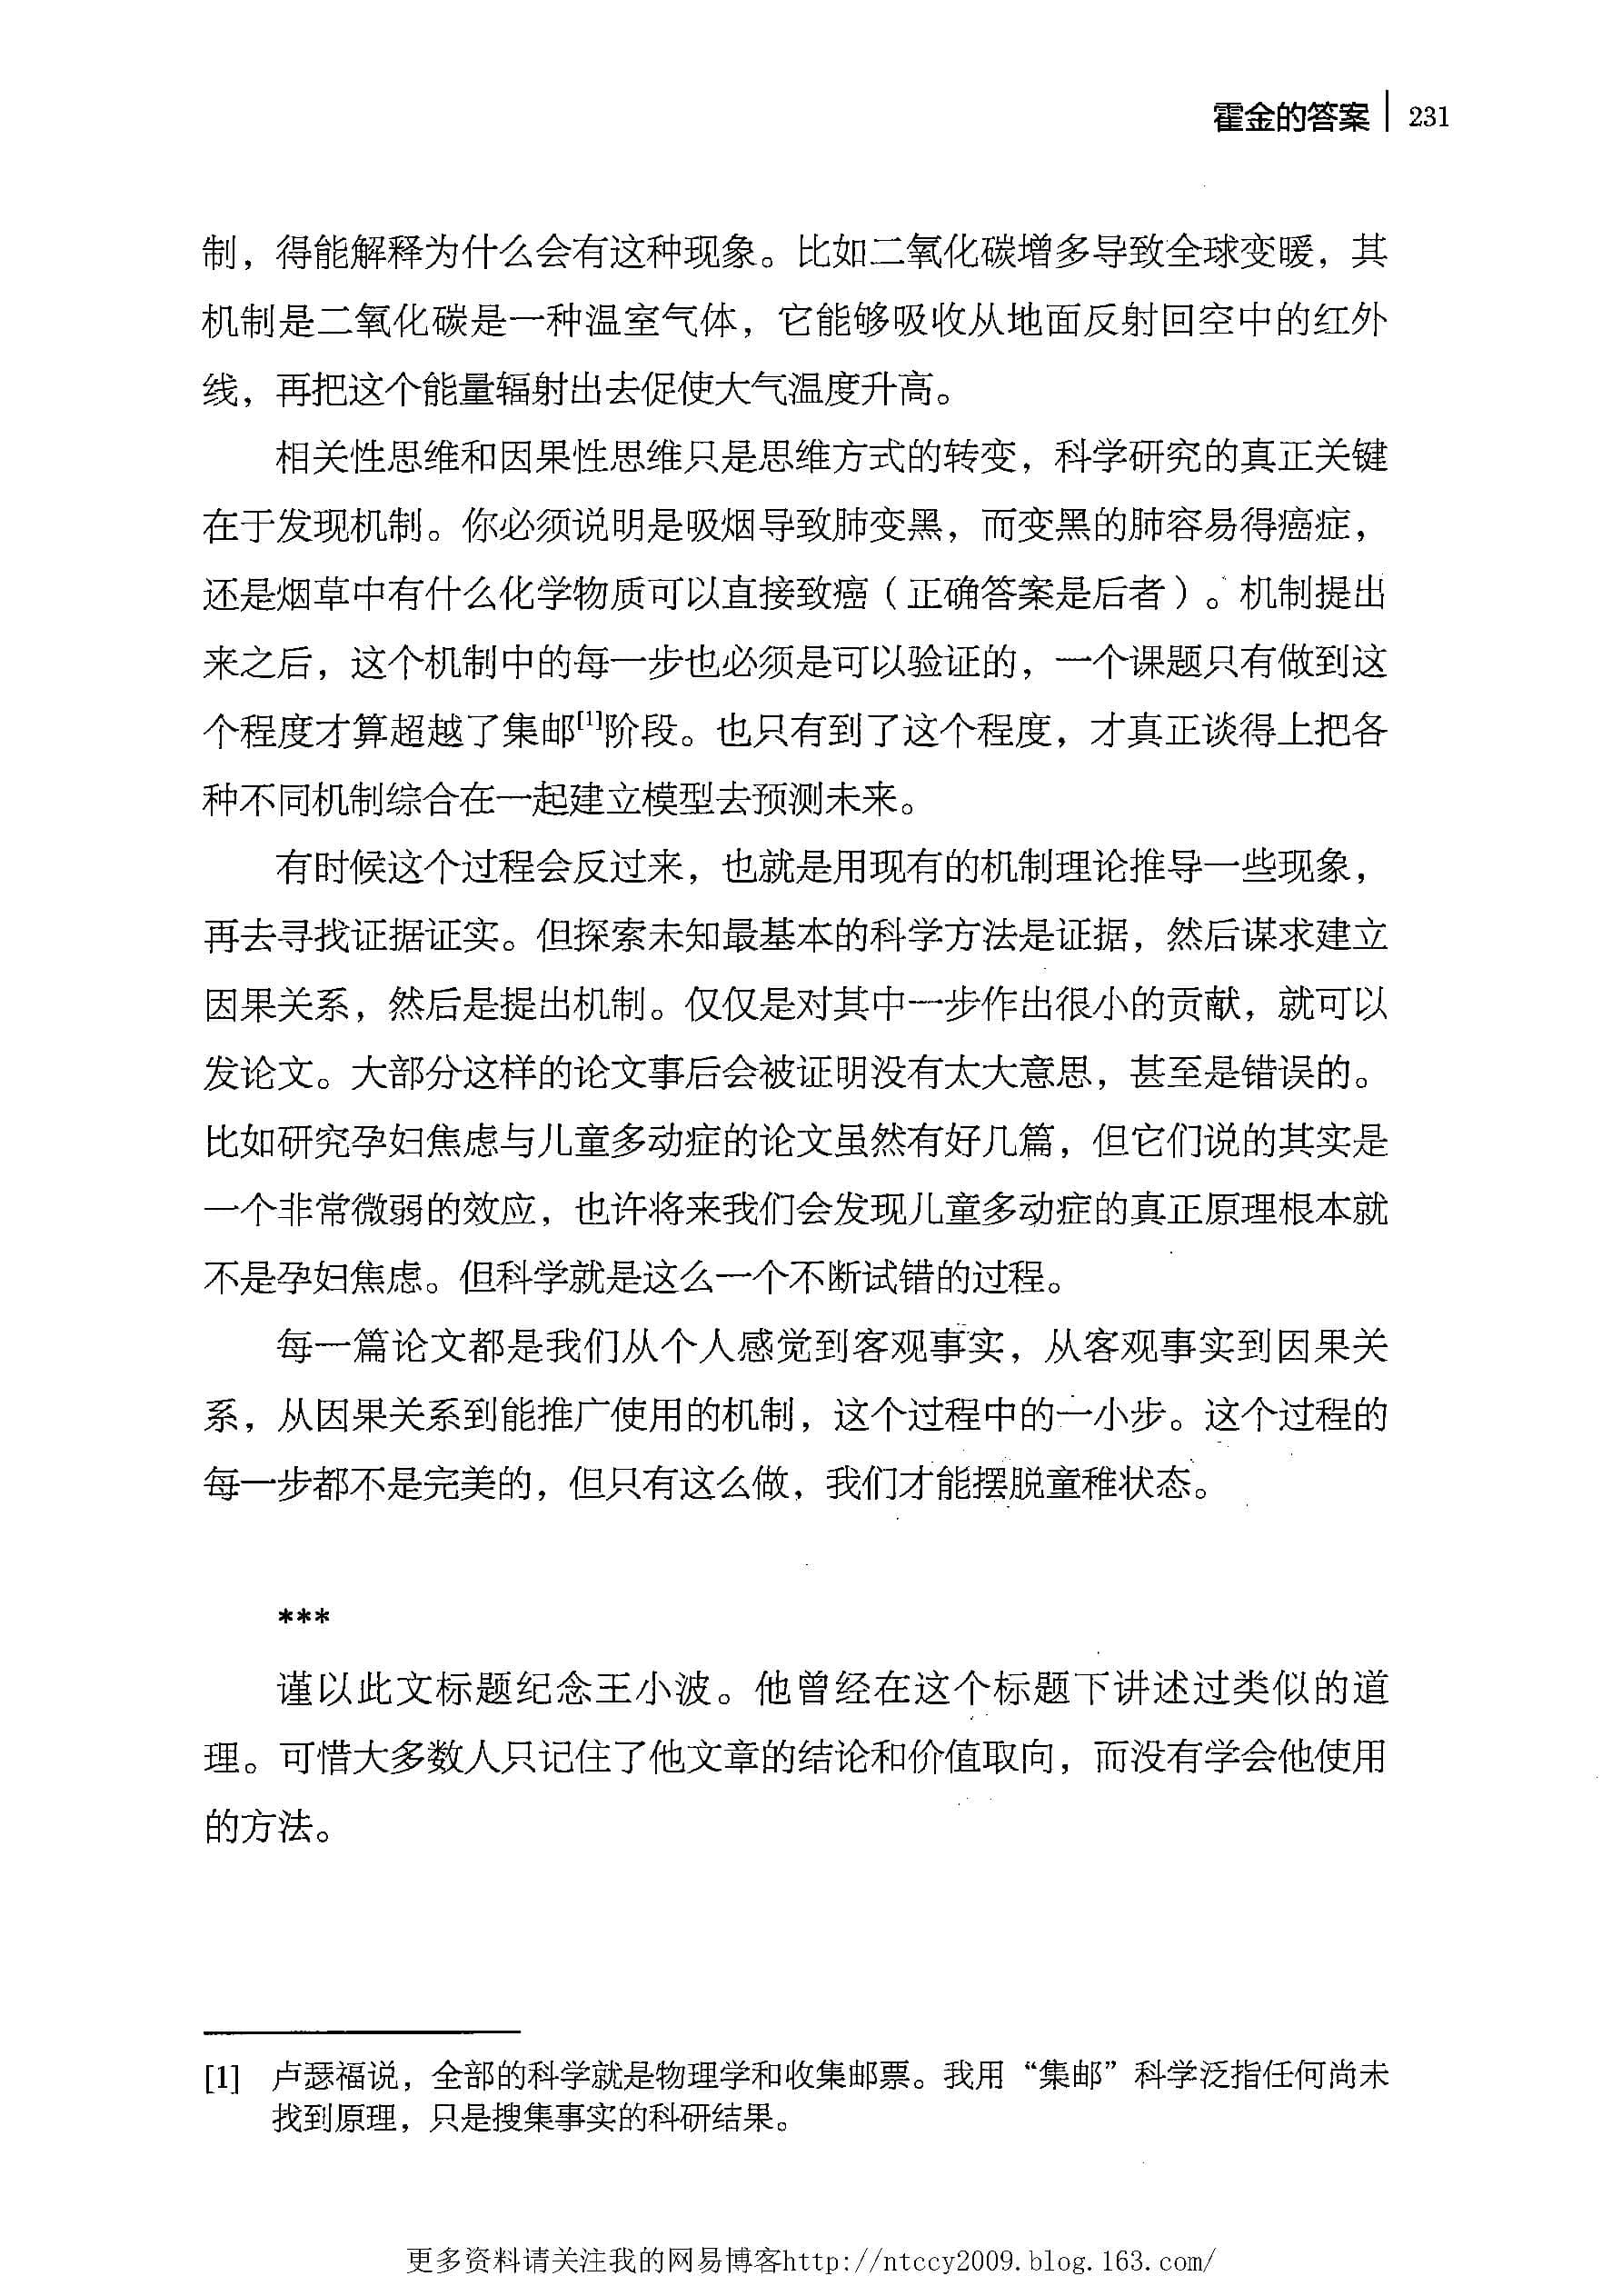 霍金的答案 231
制，得能解释为什么会有这种现象。比如二氧化碳增多导致全球变暖，其
机制是二氧化碳是一种温室气体，它能够吸收从地面反射回空中的红外
线，再把这个能量辐射出去促使大气温度升高。
相关性思维和因果性思维只是思维方式的转变，科学研究的真正关键
在于发现机制。你必须说明是吸烟导致肺变黑，而变黑的肺容易得癌症，
还是烟草中有什么化学物质可以直接致癌（正确答案是后者）。机制提出
来之后，这个机制中的每一步也必须是可以验证的，一个课题只有做到这
个程度才算超越了集邮[1]阶段。也只有到了这个程度，才真正谈得上把各
种不同机制综合在一起建立模型去预测未来。
有时候这个过程会反过来，也就是用现有的机制理论推导一些现象，
再去寻找证据证实。但探索未知最基本的科学方法是证据，然后谋求建立
因果关系，然后是提出机制。仅仅是对其中一步作出很小的贡献，就可以
发论文。大部分这样的论文事后会被证明没有太大意思，甚至是错误的。
比如研究孕妇焦虑与儿童多动症的论文虽然有好几篇，但它们说的其实是
一个非常微弱的效应，也许将来我们会发现儿童多动症的真正原理根本就
不是孕妇焦虑。但科学就是这么一个不断试错的过程。
每一篇论文都是我们从个人感觉到客观事实，从客观事实到因果关
系，从因果关系到能推广使用的机制，这个过程中的一小步。这个过程的
每一步都不是完美的，但只有这么做，我们才能摆脱童稚状态。
***
谨以此文标题纪念王小波。他曾经在这个标题下讲述过类似的道
理。可惜大多数人只记住了他文章的结论和价值取向，而没有学会他使用
的方法。
[1] 卢瑟福说，全部的科学就是物理学和收集邮票。我用“集邮”科学泛指任何尚未
找到原理，只是搜集事实的科研结果。
更多资料请关注我的网易博客http://ntccy2009.blog.163.com/